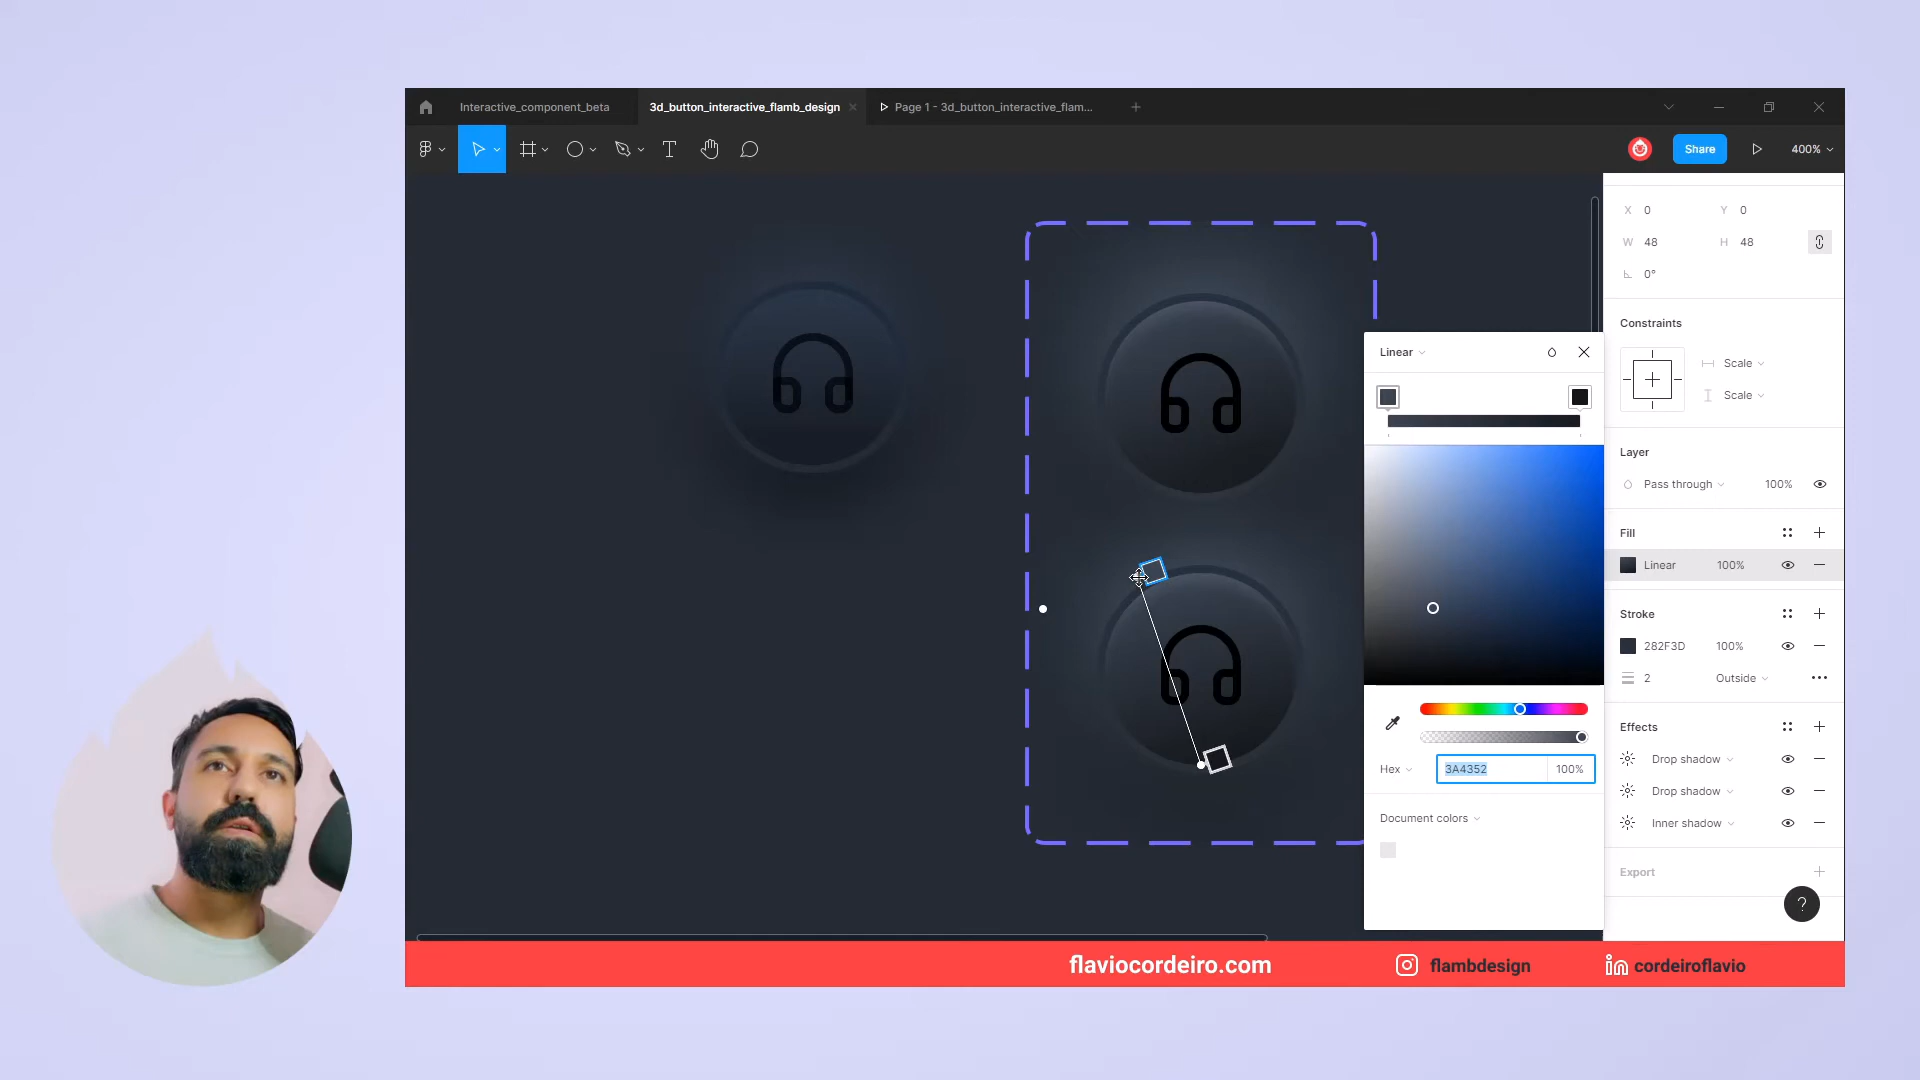 Interactive_component_beta
3d_button_interactive_flamb_design
Page 1 - 3d_button_interactive_flam...
Share
400%
X 0 Y 0
W 48 H 48
0°
Constraints
Scale
Scale
Layer
Pass through 100%
Fill
Linear 100%
Stroke
282F3D 100%
2 Outside
Effects
Drop shadow
Drop shadow
Inner shadow
Export
?
Linear
Hex 3A4352 100%
Document colors
flaviocordeiro.com
flambdesign
in cordeiroflavio